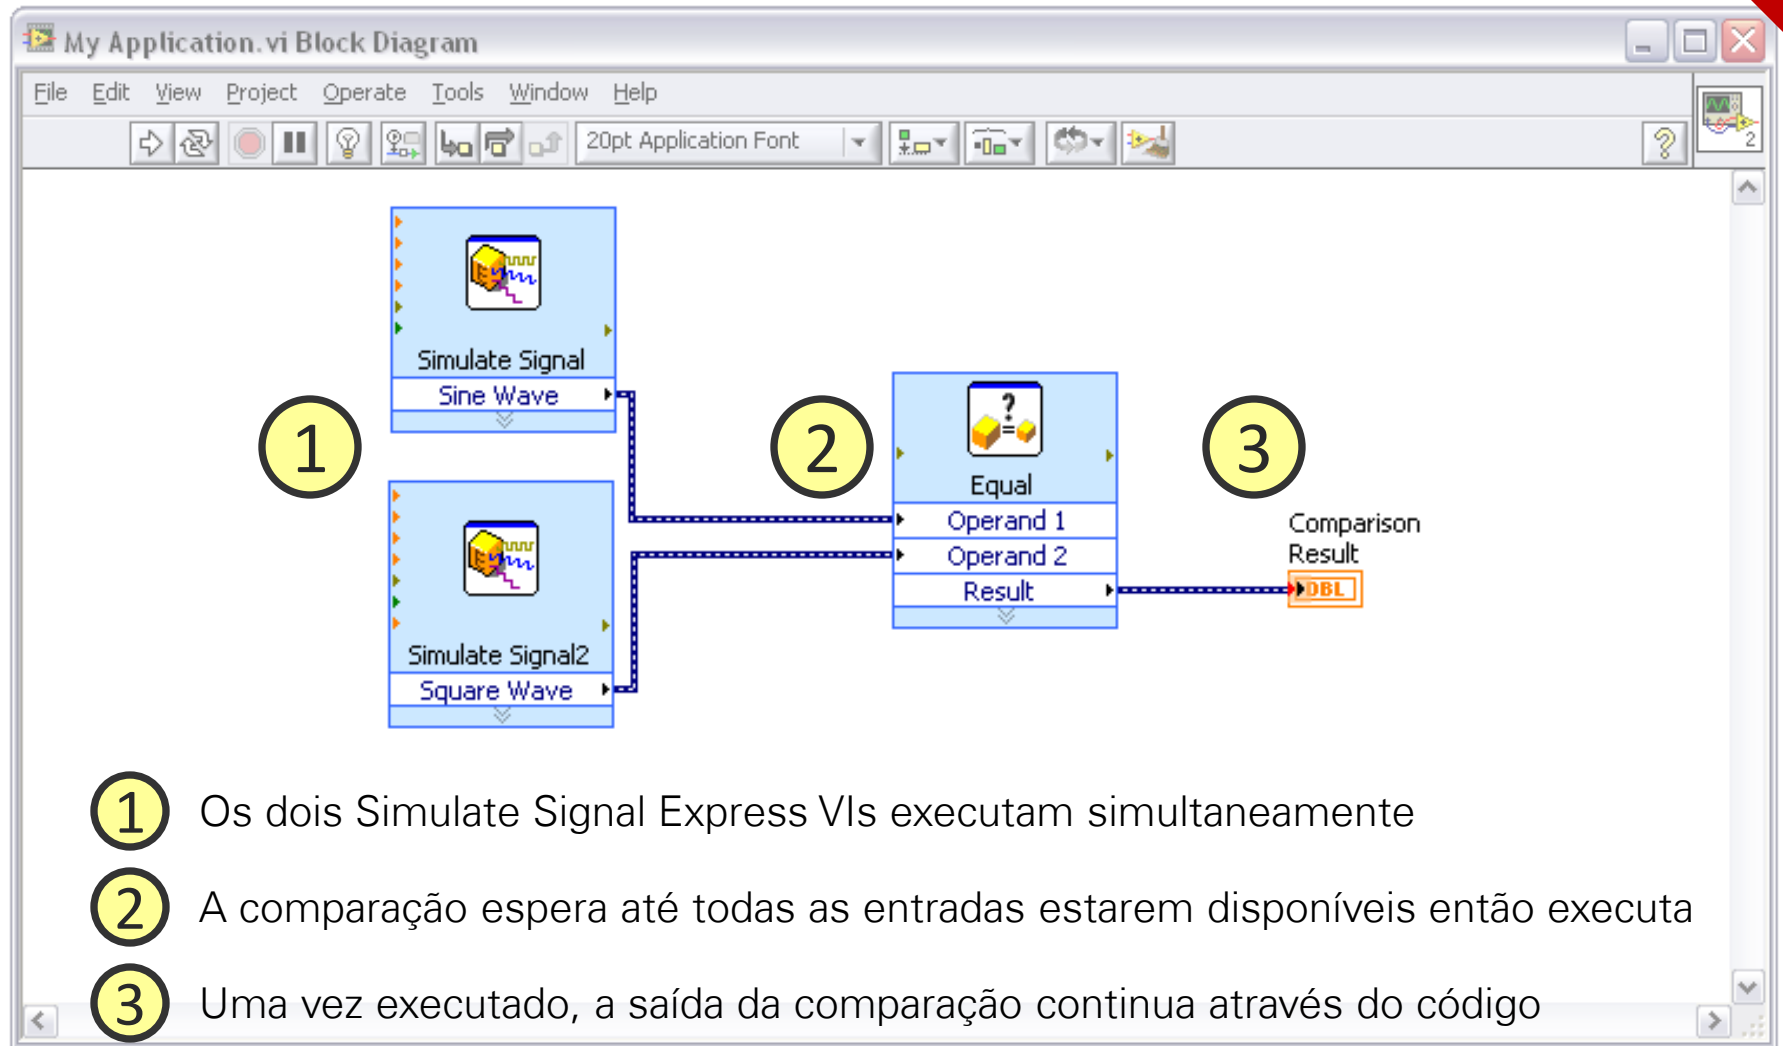 My Application.vi Block Diagram
File Edit View Project Operate Tools Window Help
20pt Application Font
2
Simulate Signal
Sine Wave
1
2
3
Equal
Operand 1
Operand 2
Result
Comparison
Result
DBL
Simulate Signal2
Square Wave
1 Os dois Simulate Signal Express VIs executam simultaneamente
2 A comparação espera até todas as entradas estarem disponíveis então executa
3 Uma vez executado, a saída da comparação continua através do código